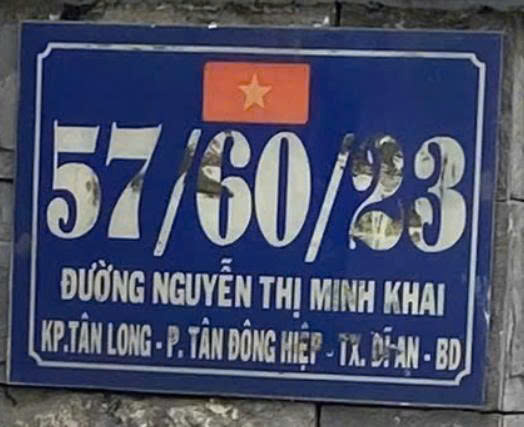 57/60/23
ĐƯỜNG NGUYỄN THỊ MINH KHAI
KP.TÂN LONG - P. TÂN ĐÔNG HIỆP - TX. DĨ AN - BD